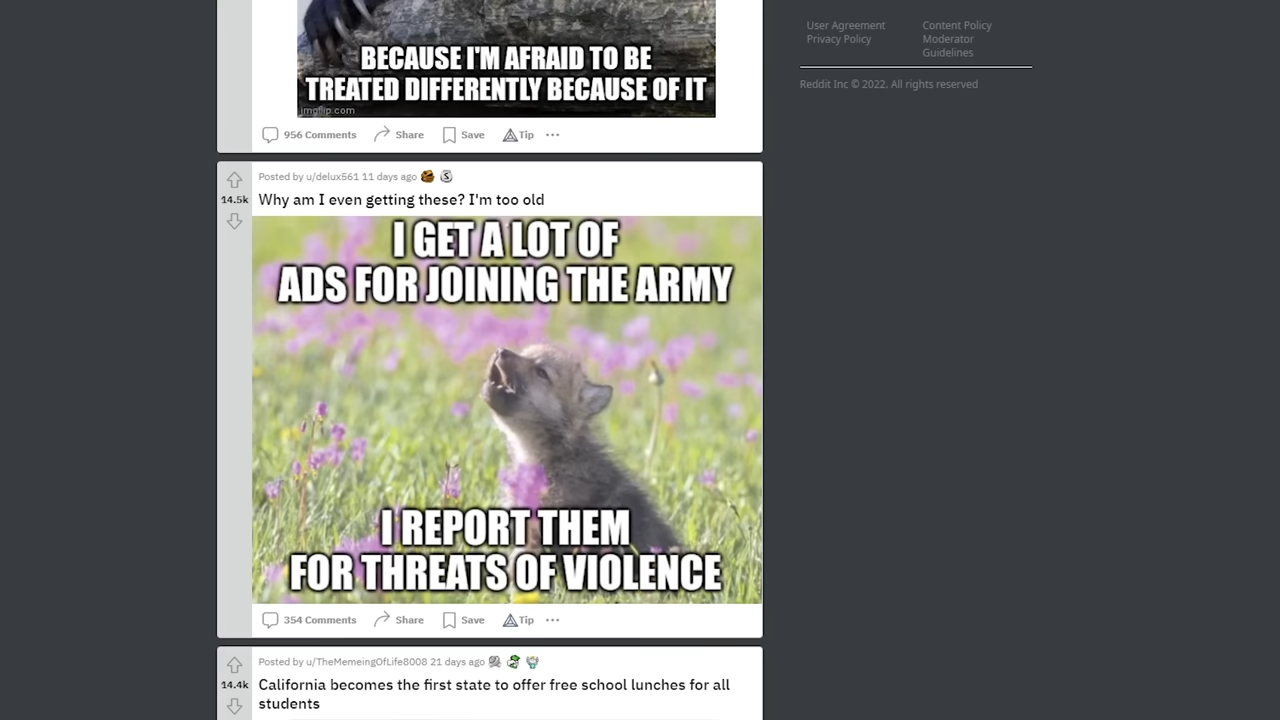 BECAUSE I'M AFRAID TO BE
TREATED DIFFERENTLY BECAUSE OF IT
imgflip.com
956 Comments
Share
Save
Tip
User Agreement
Content Policy
Privacy Policy
Moderator
Guidelines
Reddit Inc © 2022. All rights reserved
Posted by u/delux561 11 days ago
14.5k
Why am I even getting these? I'm too old
I GET A LOT OF
ADS FOR JOINING THE ARMY
I REPORT THEM
FOR THREATS OF VIOLENCE
354 Comments
Share
Save
Tip
Posted by u/TheMemeingOfLife8008 21 days ago
14.4k
California becomes the first state to offer free school lunches for all
students